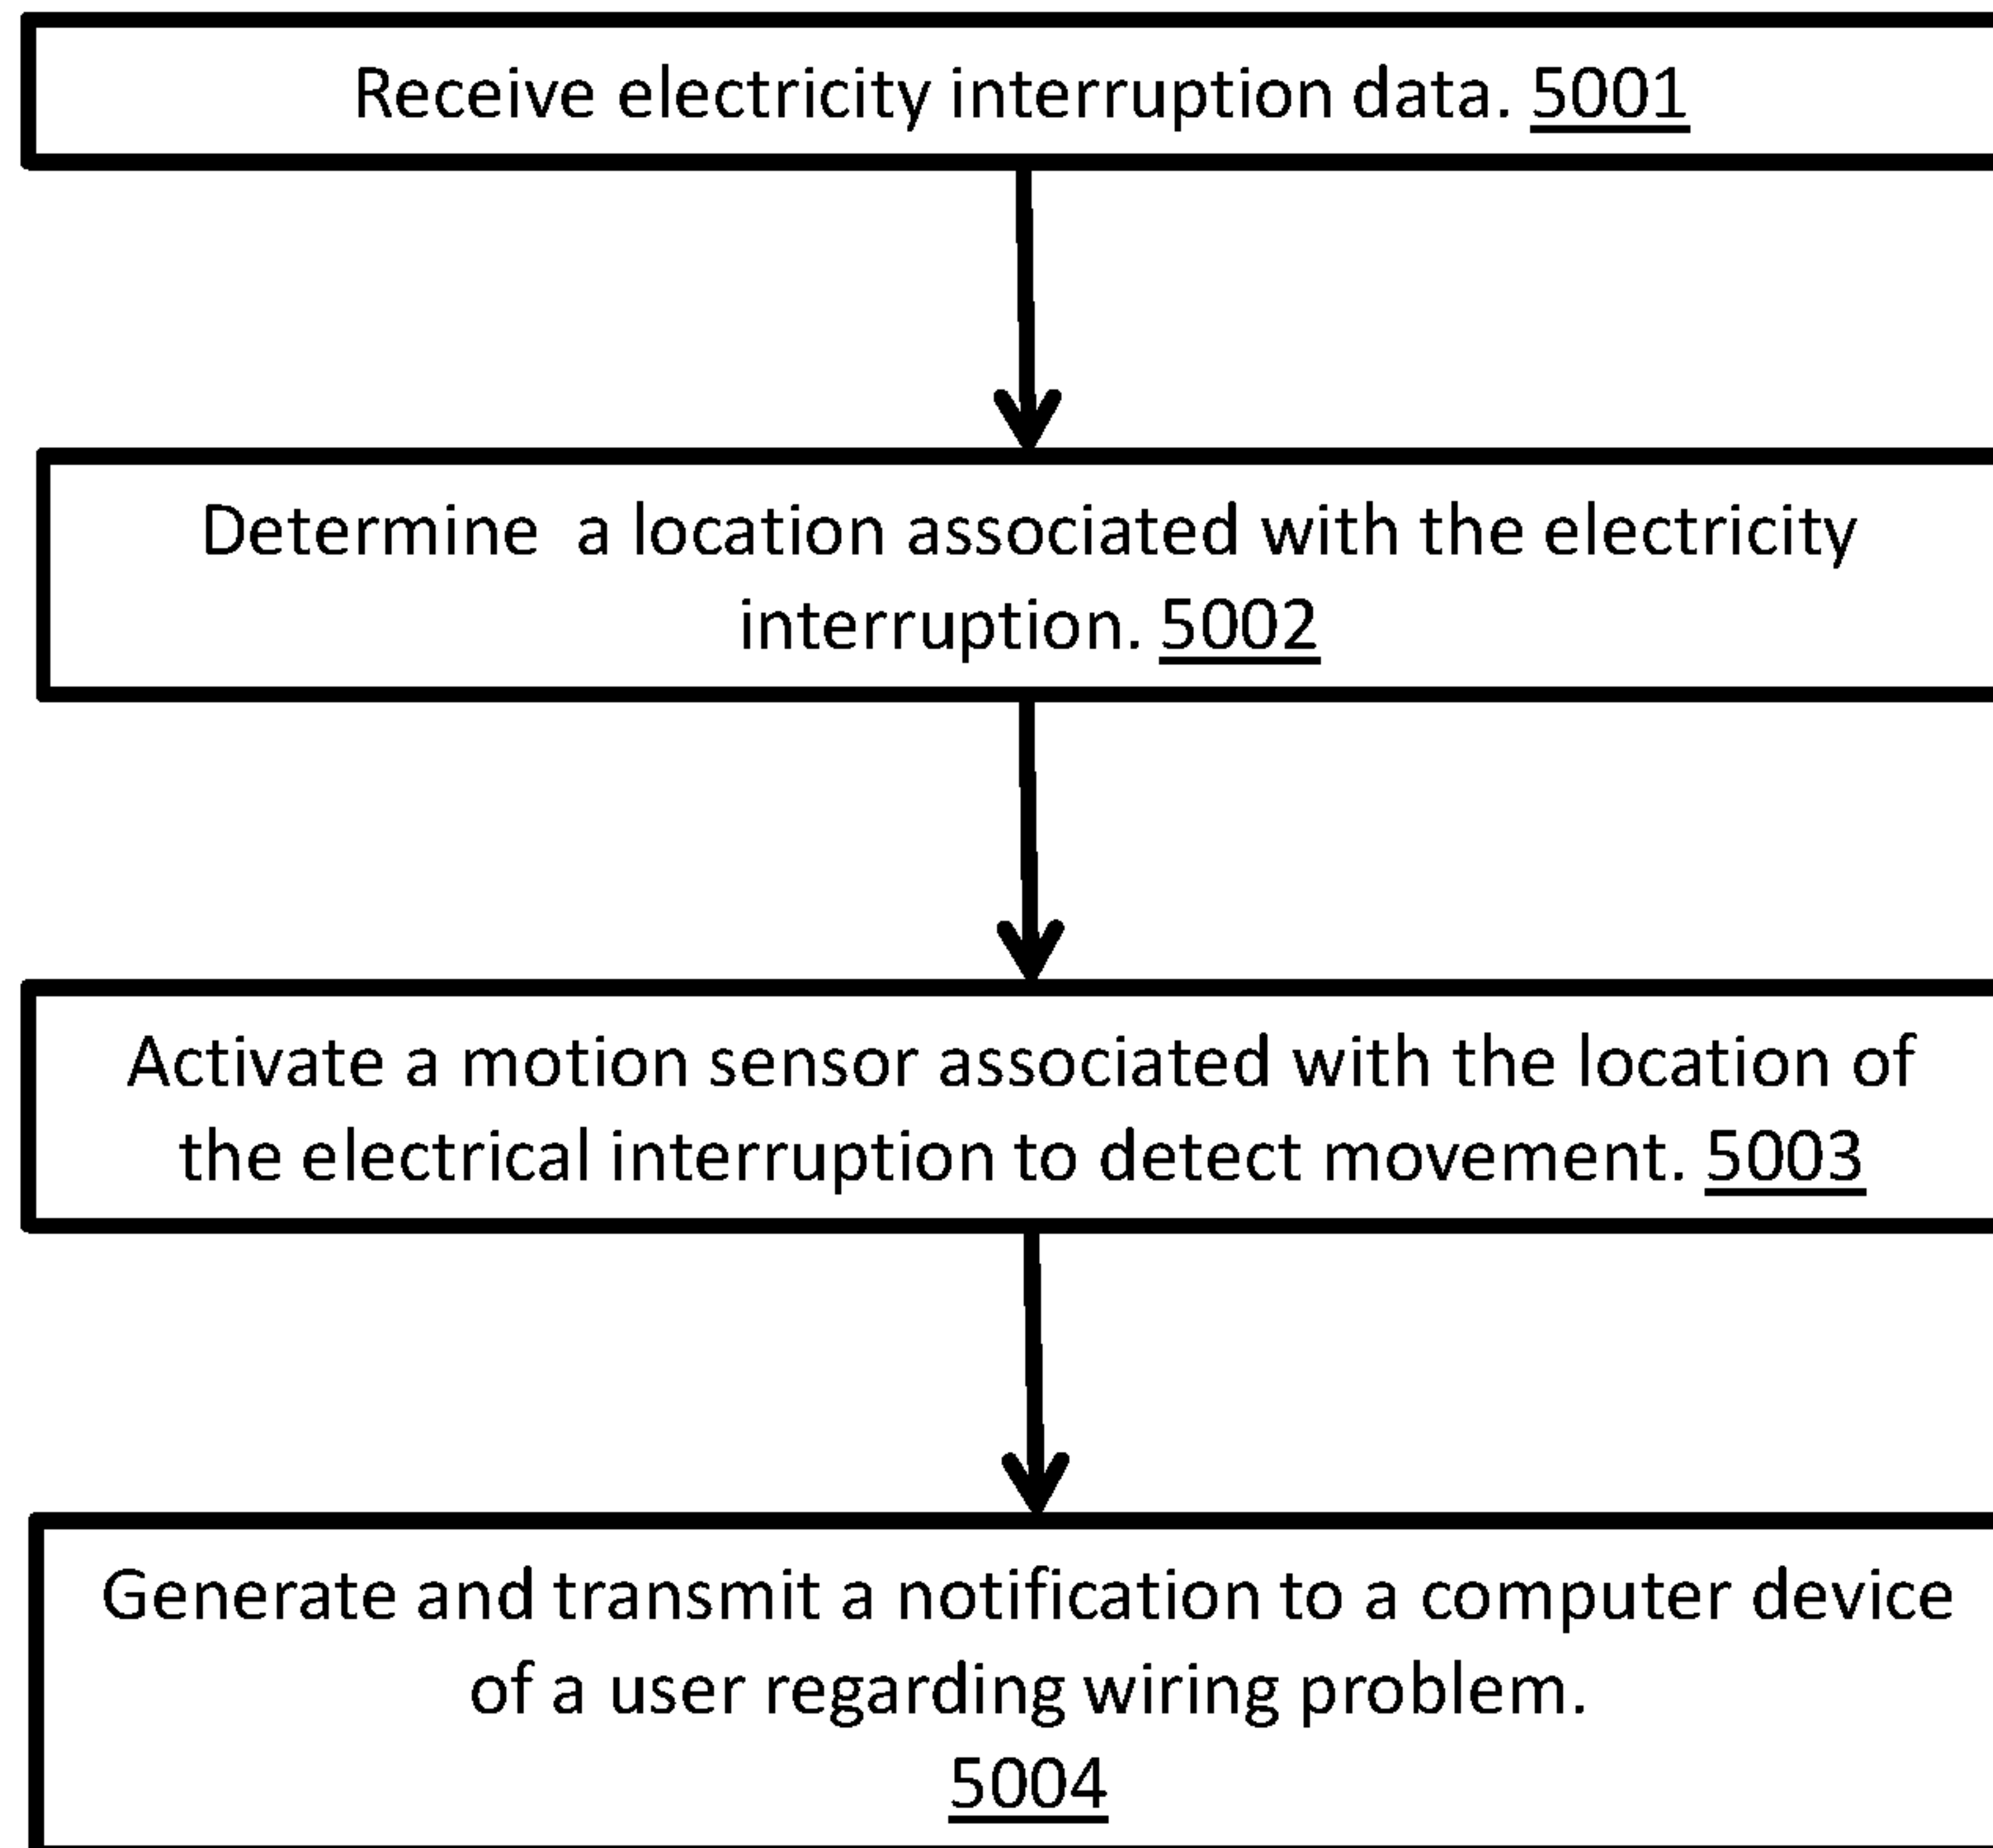 Receive electricity interruption data. 5001
Determine a location associated with the electricity
interruption. 5002
Activate a motion sensor associated with the location of
the electrical interruption to detect movement. 5003
Generate and transmit a notification to a computer device
of a user regarding wiring problem.
5004